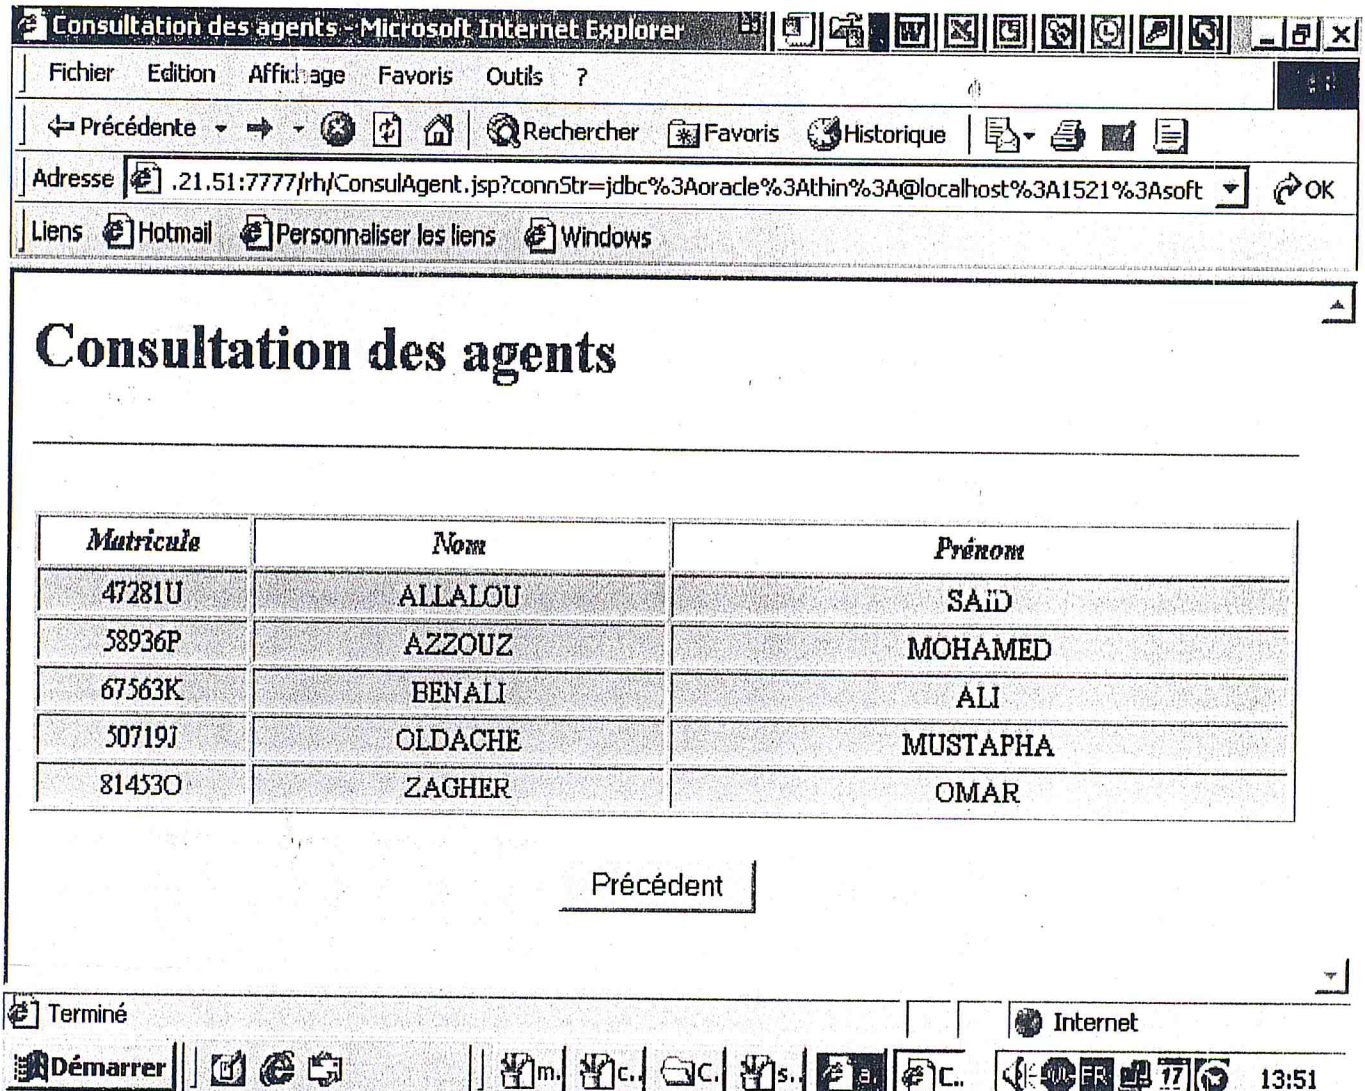 Consultation des agents - Microsoft Internet Explorer
Fichier Edition Affichage Favoris Outils ?
Précédente Rechercher Favoris Historique
Adresse .21.51:7777/rh/ConsulAgent.jsp?connStr=jdbc%3Aoracle%3Athin%3A@localhost%3A1521%3Asoft OK
Liens Hotmail Personnaliser les liens Windows
Consultation des agents
Matricule Nom Prénom
47281U ALLALOU SAïD
58936P AZZOUZ MOHAMED
67563K BENALI ALI
50719J OLDACHE MUSTAPHA
81453O ZAGHER OMAR
Précédent
Terminé Internet
Démarrer m. c. C. s. a. C.. FR 17 13:51